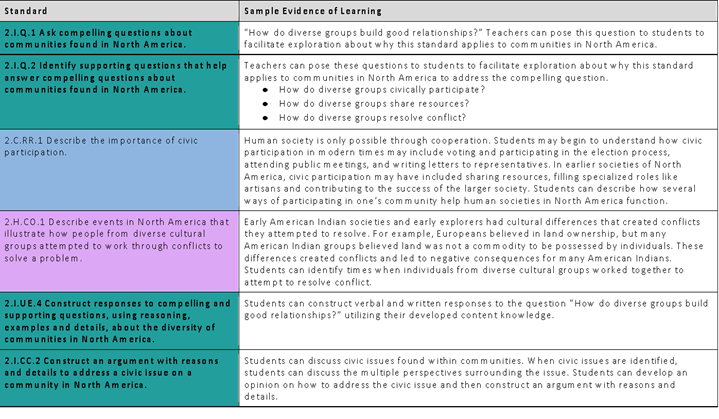 Standard
Sample Evidence of Learning
2.I.Q.1 Ask compelling questions about
communities found in North America.
"How do diverse groups build good relationships?" Teachers can pose this question to students to
facilitate exploration about why this standard applies to communities in North America.
2.I.Q.2 Identify supporting questions that help
answer compelling questions about
communities found in North America.
Teachers can pose these questions to students to facilitate exploration about why this standard
applies to communities in North America to address the compelling question.
● How do diverse groups civically participate?
● How do diverse groups share resources?
● How do diverse groups resolve conflict?
2.C.RR.1 Describe the importance of civic
participation.
Human society is only possible through cooperation. Students may begin to understand how civic
participation in modern times may include voting and participating in the election process,
attending public meetings, and writing letters to representatives. In earlier societies of North
America, civic participation may have included sharing resources, filling specialized roles like
artisans and contributing to the success of the larger society. Students can describe how several
ways of participating in one's community help human societies in North America function.
2.H.CO.1 Describe events in North America that
illustrate how people from diverse cultural
groups attempted to work through conflicts to
solve a problem.
Early American Indian societies and early explorers had cultural differences that created conflicts
they attempted to resolve. For example, Europeans believed in land ownership, but many
American Indian groups believed land was not a commodity to be possessed by individuals. These
differences created conflicts and led to negative consequences for many American Indians.
Students can identify times when individuals from diverse cultural groups worked together to
attempt to resolve conflict.
2.I.UE.4 Construct responses to compelling and
supporting questions, using reasoning,
examples and details, about the diversity of
communities in North America.
Students can construct verbal and written responses to the question "How do diverse groups build
good relationships?" utilizing their developed content knowledge.
2.I.CC.2 Construct an argument with reasons
and details to address a civic issue on a
community in North America.
Students can discuss civic issues found within communities. When civic issues are identified,
students can discuss the multiple perspectives surrounding the issue. Students can develop an
opinion on how to address the civic issue and then construct an argument with reasons and
details.